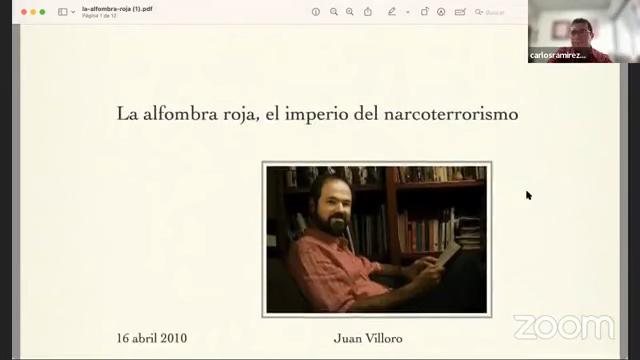 la-alfombra-roja (1).pdf
Página 1 de 12
Buscar
carlosramirez...
La alfombra roja, el imperio del narcoterrorismo
16 abril 2010
Juan Villoro
zoom